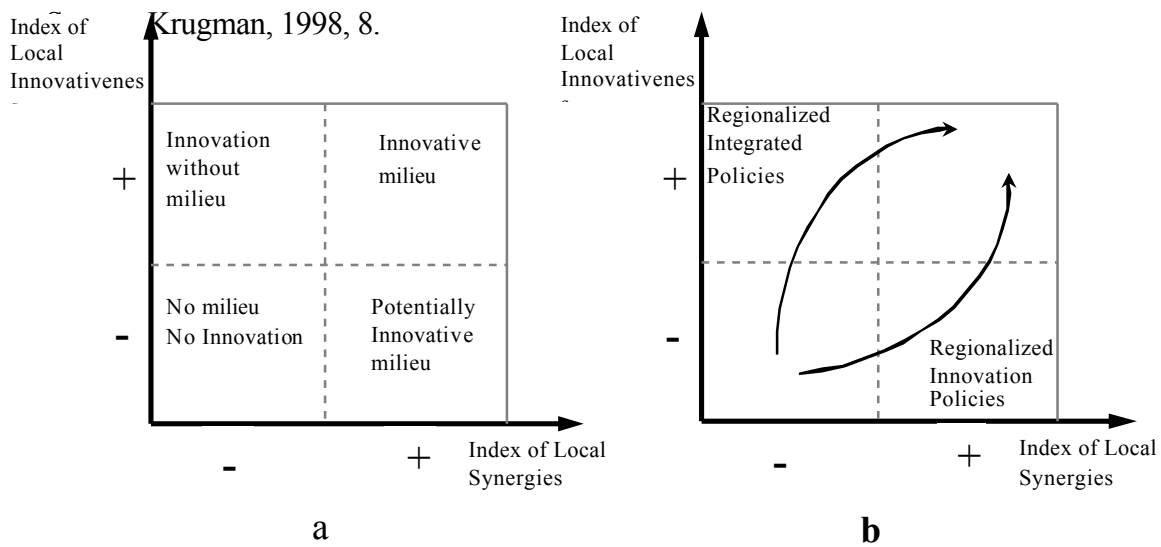 Krugman, 1998, 8.
Index of
Local
Innovativenes
+
-
Innovation
without
milieu
Innovative
milieu
No milieu
No Innovation
Potentially
Innovative
milieu
-
+
Index of Local
Synergies
a
Index of
Local
Innovativenes
+
-
Regionalized
Integrated
Policies
Regionalized
Innovation
Policies
-
+
Index of Local
Synergies
b